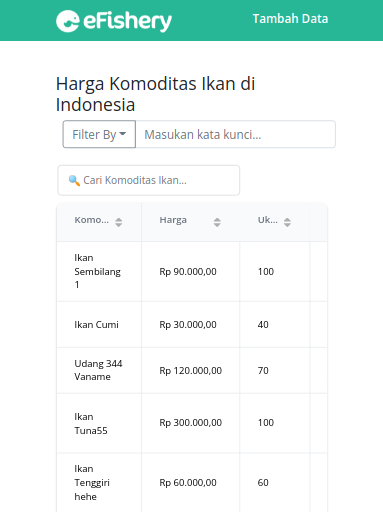 eFishery
Tambah Data
Harga Komoditas Ikan di
Indonesia
Filter By
Masukan kata kunci...
Cari Komoditas Ikan...
Komo... Harga Uk...
Ikan
Sembilang
1
Rp 90.000,00
100
Ikan Cumi
Rp 30.000,00
40
Udang 344
Vaname
Rp 120.000,00
70
Ikan
Tuna55
Rp 300.000,00
100
Ikan
Tenggiri
hehe
Rp 60.000,00
60